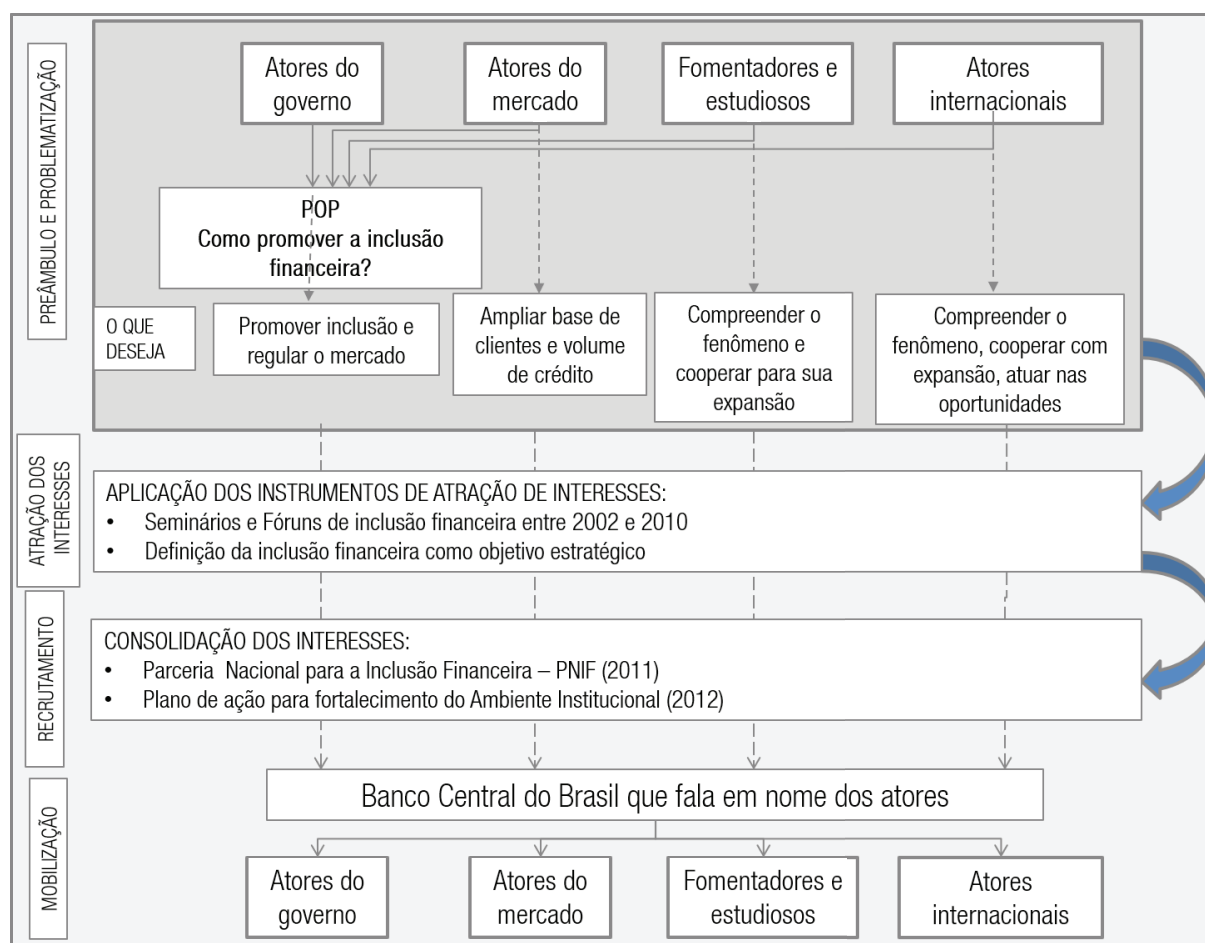 PREÂMBULO E PROBLEMATIZAÇÃO
Atores do
governo
Atores do
mercado
Fomentadores e
estudiosos
Atores
internacionais
POP
Como promover a inclusão
financeira?
O QUE
DESEJA
Promover inclusão e
regular o mercado
Ampliar base de
clientes e volume
de crédito
Compreender o
fenômeno e
cooperar para sua
expansão
Compreender o
fenômeno, cooperar com
expansão, atuar nas
oportunidades
ATRAÇÃO DOS
INTERESSES
APLICAÇÃO DOS INSTRUMENTOS DE ATRAÇÃO DE INTERESSES:
• Seminários e Fóruns de inclusão financeira entre 2002 e 2010
• Definição da inclusão financeira como objetivo estratégico
RECRUTAMENTO
CONSOLIDAÇÃO DOS INTERESSES:
• Parceria Nacional para a Inclusão Financeira – PNIF (2011)
• Plano de ação para fortalecimento do Ambiente Institucional (2012)
MOBILIZAÇÃO
Banco Central do Brasil que fala em nome dos atores
Atores do
governo
Atores do
mercado
Fomentadores e
estudiosos
Atores
internacionais